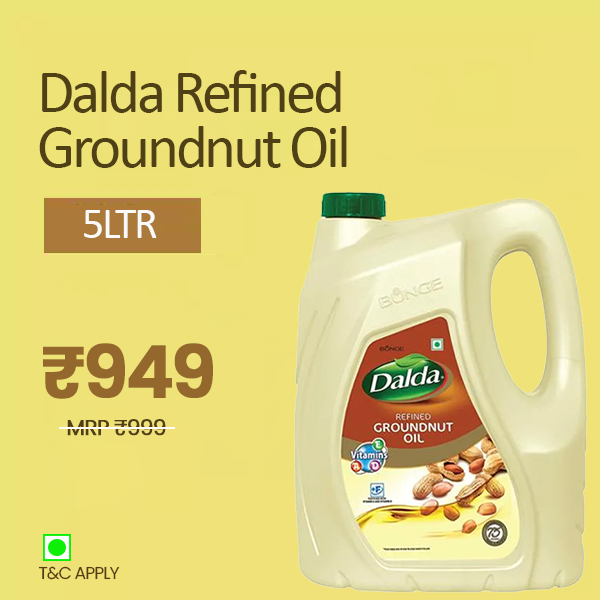 Dalda Refined
Groundnut Oil
5LTR
₹949
MRP ₹999
T&C APPLY
BUNGE
BUNGE
Dalda
REFINED
GROUNDNUT
OIL
E
Vitamins
A D
+F